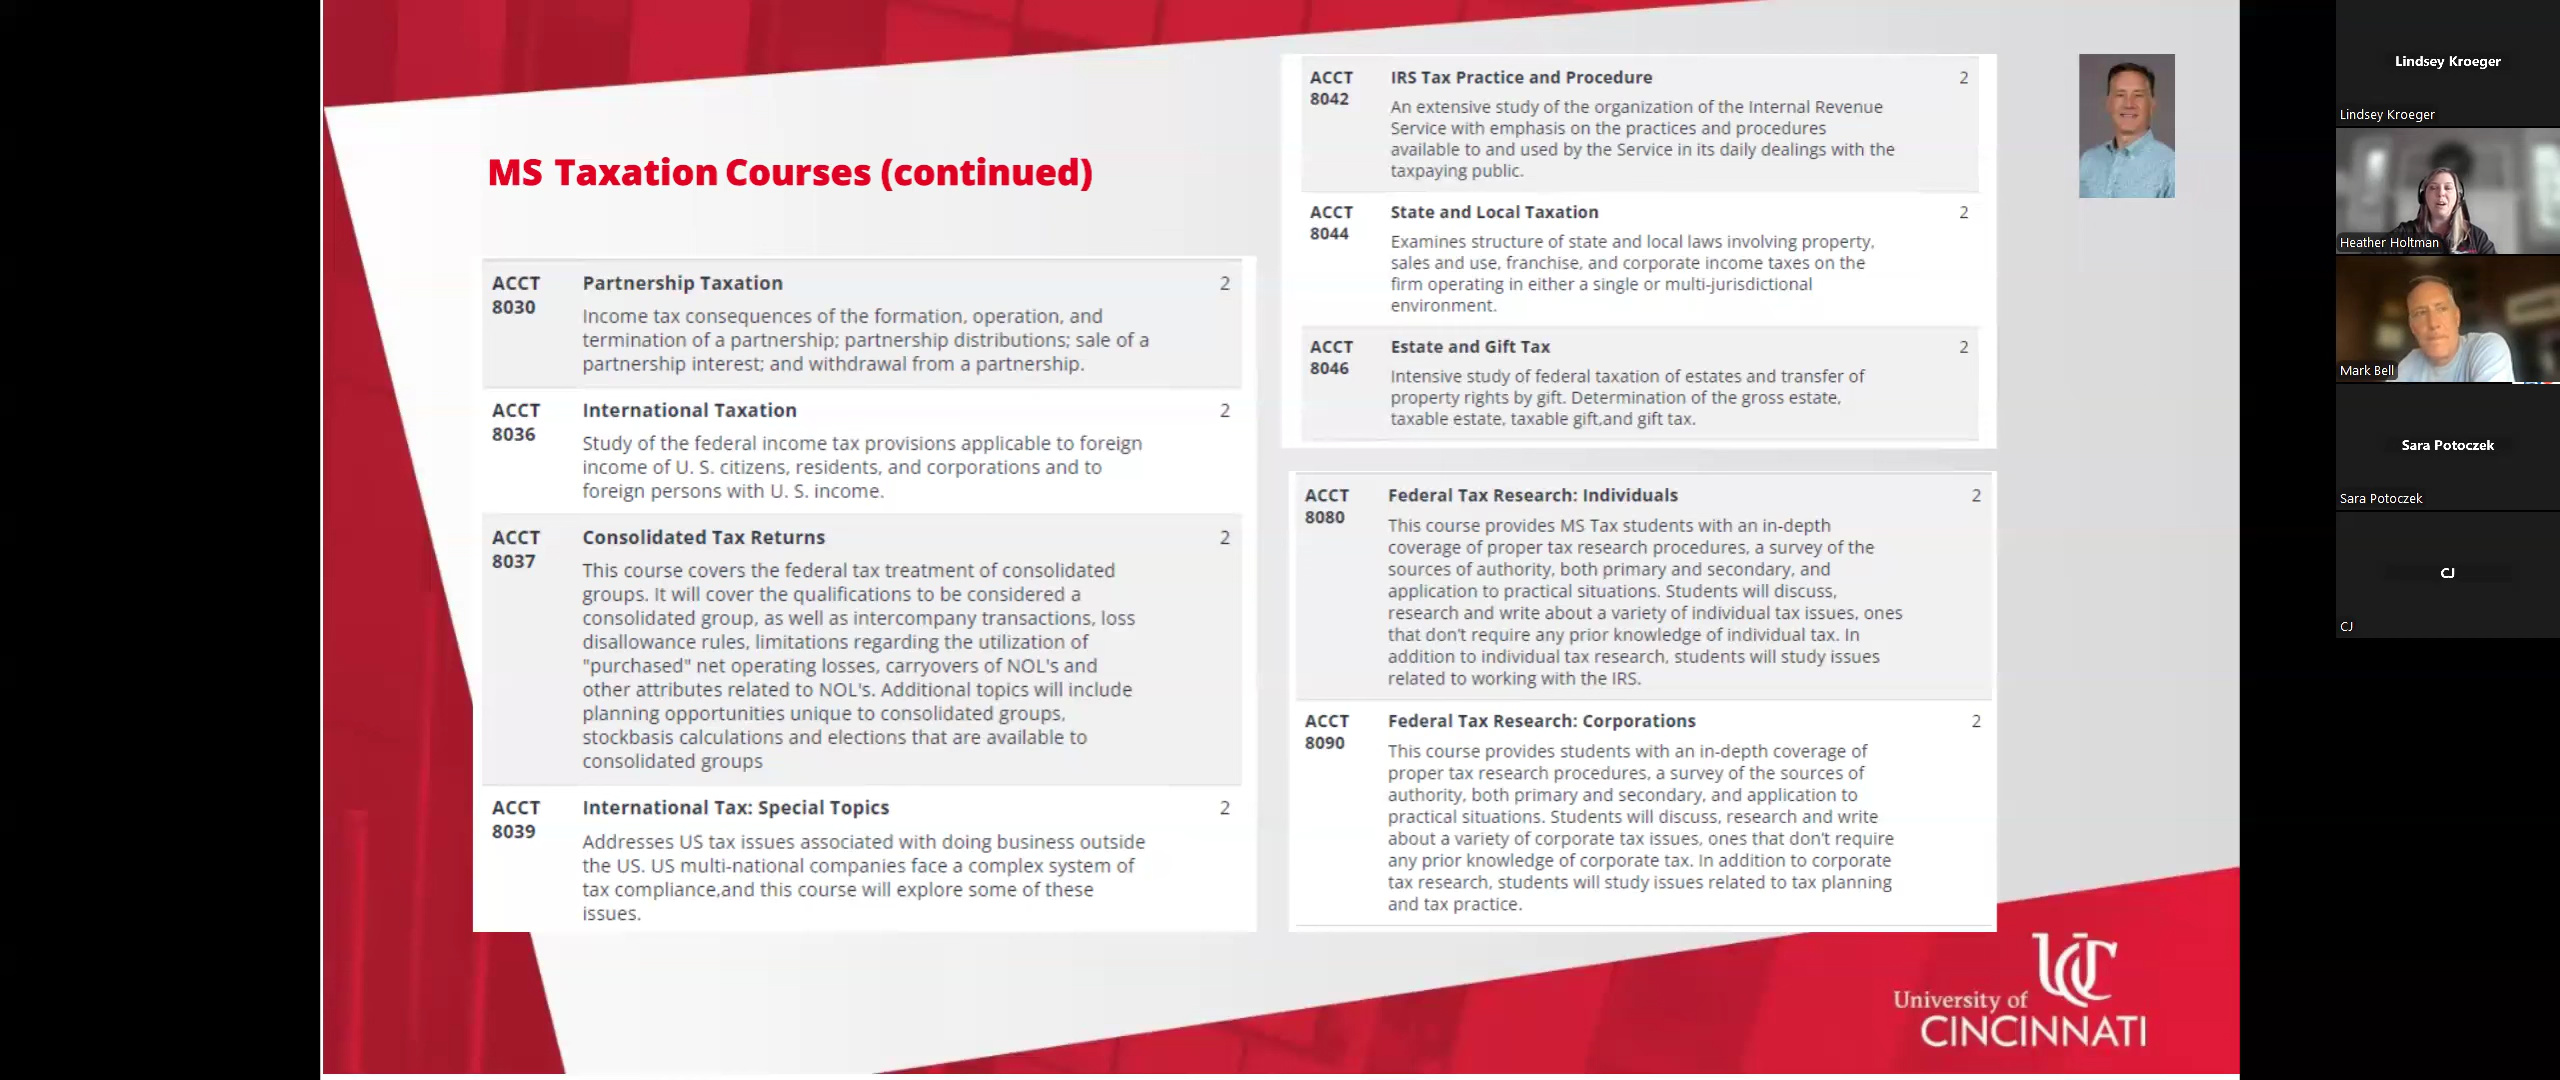 MS Taxation Courses (continued)
ACCT 8030 Partnership Taxation 2
Income tax consequences of the formation, operation, and
termination of a partnership; partnership distributions; sale of a
partnership interest; and withdrawal from a partnership.
ACCT 8036 International Taxation 2
Study of the federal income tax provisions applicable to foreign
income of U. S. citizens, residents, and corporations and to
foreign persons with U. S. income.
ACCT 8037 Consolidated Tax Returns 2
This course covers the federal tax treatment of consolidated
groups. It will cover the qualifications to be considered a
consolidated group, as well as intercompany transactions, loss
disallowance rules, limitations regarding the utilization of
"purchased" net operating losses, carryovers of NOL's and
other attributes related to NOL's. Additional topics will include
planning opportunities unique to consolidated groups,
stockbasis calculations and elections that are available to
consolidated groups
ACCT 8039 International Tax: Special Topics 2
Addresses US tax issues associated with doing business outside
the US. US multi-national companies face a complex system of
tax compliance,and this course will explore some of these
issues.
ACCT 8042 IRS Tax Practice and Procedure 2
An extensive study of the organization of the Internal Revenue
Service with emphasis on the practices and procedures
available to and used by the Service in its daily dealings with the
taxpaying public.
ACCT 8044 State and Local Taxation 2
Examines structure of state and local laws involving property,
sales and use, franchise, and corporate income taxes on the
firm operating in either a single or multi-jurisdictional
environment.
ACCT 8046 Estate and Gift Tax 2
Intensive study of federal taxation of estates and transfer of
property rights by gift. Determination of the gross estate,
taxable estate, taxable gift,and gift tax.
ACCT 8080 Federal Tax Research: Individuals 2
This course provides MS Tax students with an in-depth
coverage of proper tax research procedures, a survey of the
sources of authority, both primary and secondary, and
application to practical situations. Students will discuss,
research and write about a variety of individual tax issues, ones
that don't require any prior knowledge of individual tax. In
addition to individual tax research, students will study issues
related to working with the IRS.
ACCT 8090 Federal Tax Research: Corporations 2
This course provides students with an in-depth coverage of
proper tax research procedures, a survey of the sources of
authority, both primary and secondary, and application to
practical situations. Students will discuss, research and write
about a variety of corporate tax issues, ones that don't require
any prior knowledge of corporate tax. In addition to corporate
tax research, students will study issues related to tax planning
and tax practice.
UC
University of
CINCINNATI
Lindsey Kroeger
Lindsey Kroeger
Heather Holtman
Mark Bell
Sara Potoczek
Sara Potoczek
CJ
CJ